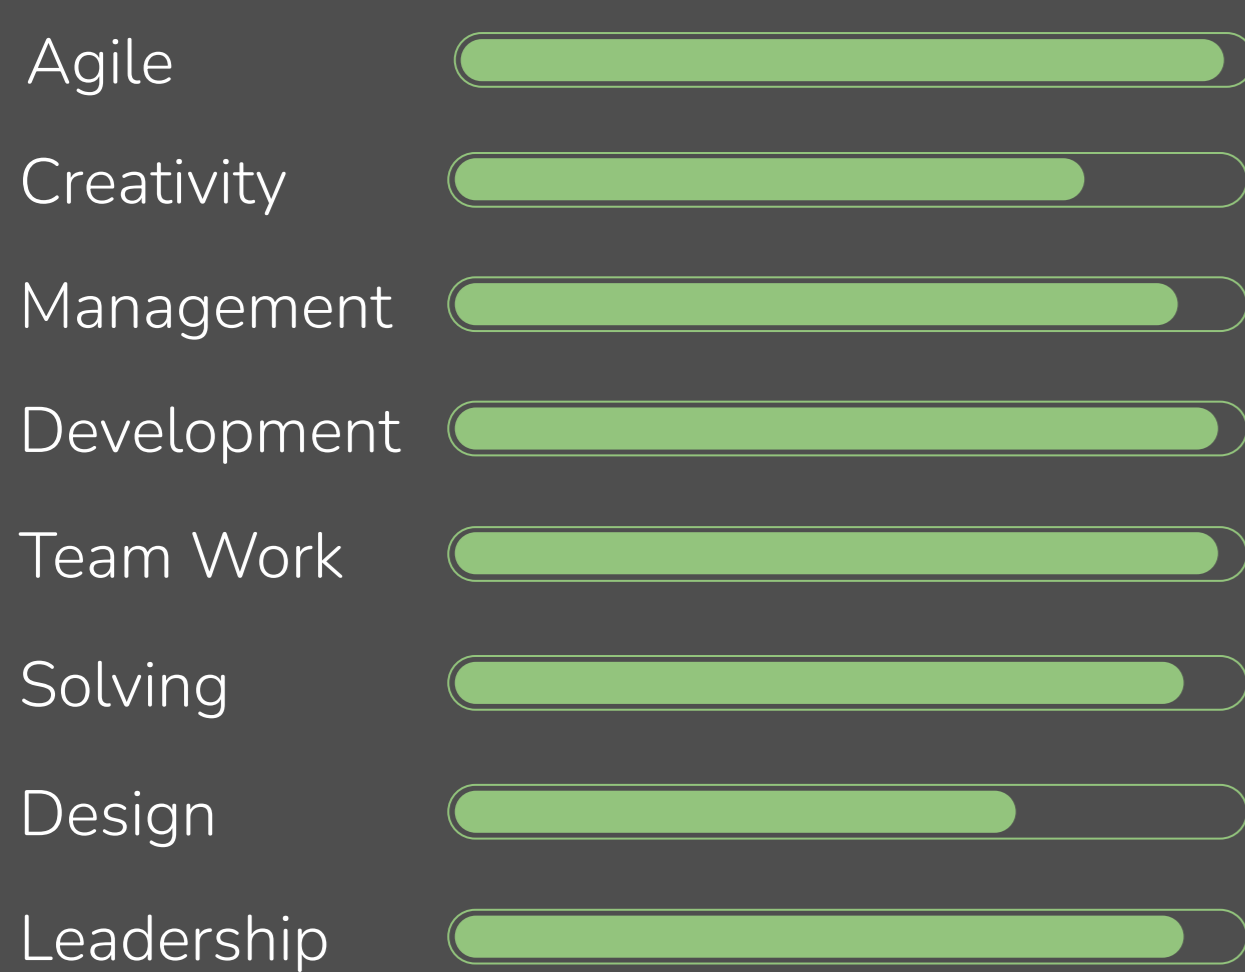 Agile
Creativity
Management
Development
Team Work
Solving
Design
Leadership